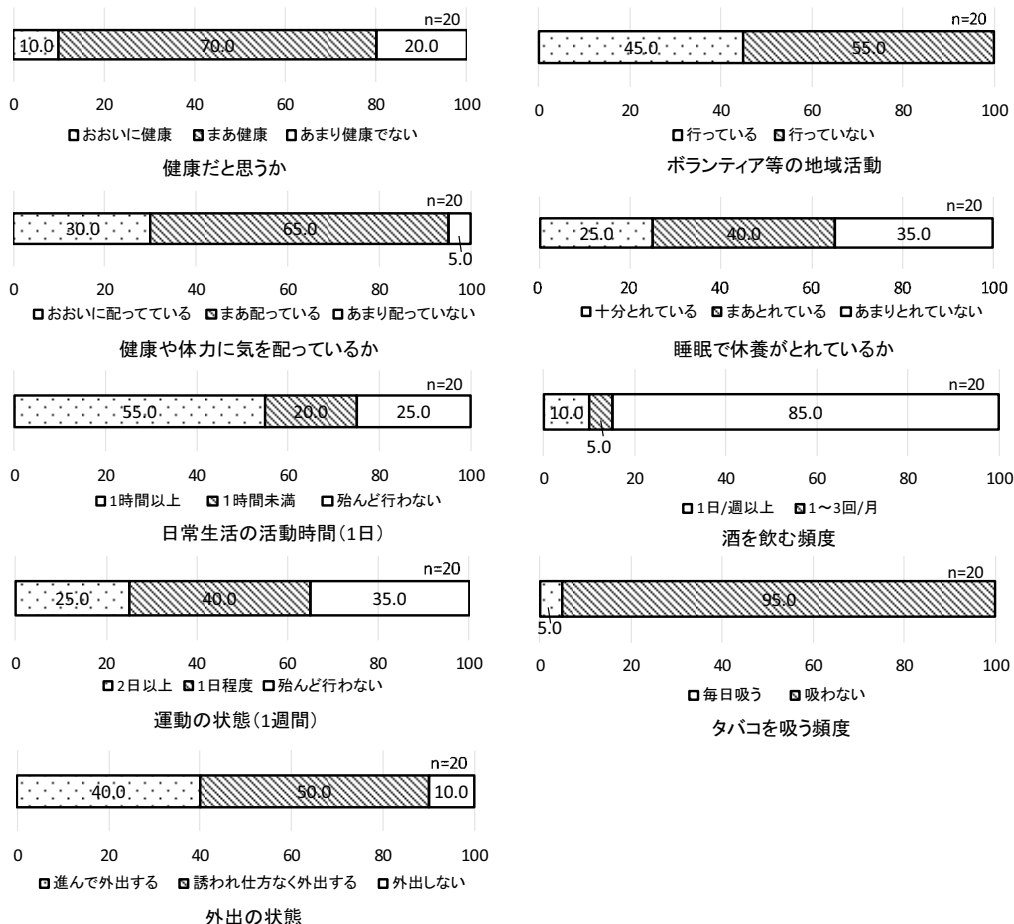 n=20
10.0 70.0 20.0
0 20 40 60 80 100
おおいに健康 まあ健康 あまり健康でない
健康だと思うか
n=20
30.0 65.0 5.0
0 20 40 60 80 100
おおいに配ってている まあ配っている あまり配っていない
健康や体力に気を配っているか
n=20
55.0 20.0 25.0
0 20 40 60 80 100
1時間以上 1時間未満 殆んど行わない
日常生活の活動時間(1日)
n=20
25.0 40.0 35.0
0 20 40 60 80 100
2日以上 1日程度 殆んど行わない
運動の状態(1週間)
n=20
40.0 50.0 10.0
0 20 40 60 80 100
進んで外出する 誘われ仕方なく外出する 外出しない
外出の状態
n=20
45.0 55.0
0 20 40 60 80 100
行っている 行っていない
ボランティア等の地域活動
n=20
25.0 40.0 35.0
0 20 40 60 80 100
十分とれている まあとれている あまりとれていない
睡眠で休養がとれているか
n=20
10.0 5.0 85.0
0 20 40 60 80 100
1日/週以上 1～3回/月
酒を飲む頻度
n=20
5.0 95.0
0 20 40 60 80 100
毎日吸う 吸わない
タバコを吸う頻度